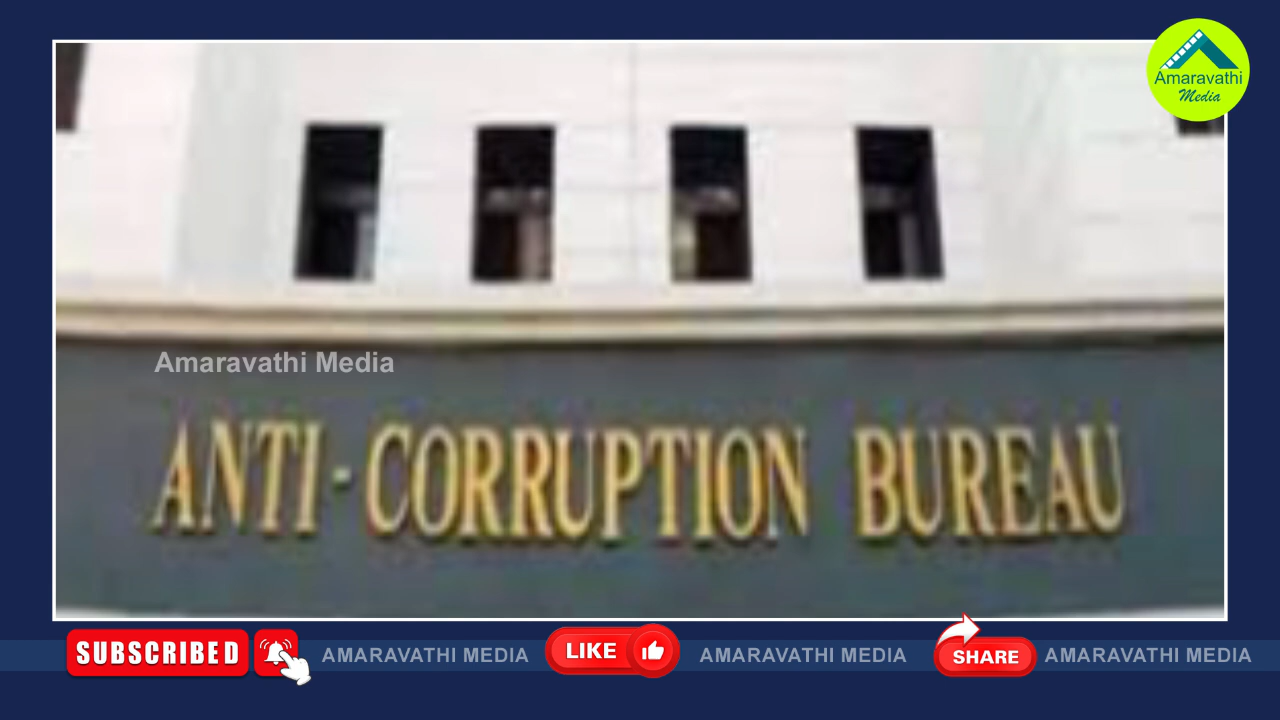 Amaravathi
Media
Amaravathi Media
ANTI-CORRUPTION BUREAU
SUBSCRIBED AMARAVATHI MEDIA LIKE AMARAVATHI MEDIA SHARE AMARAVATHI MEDIA